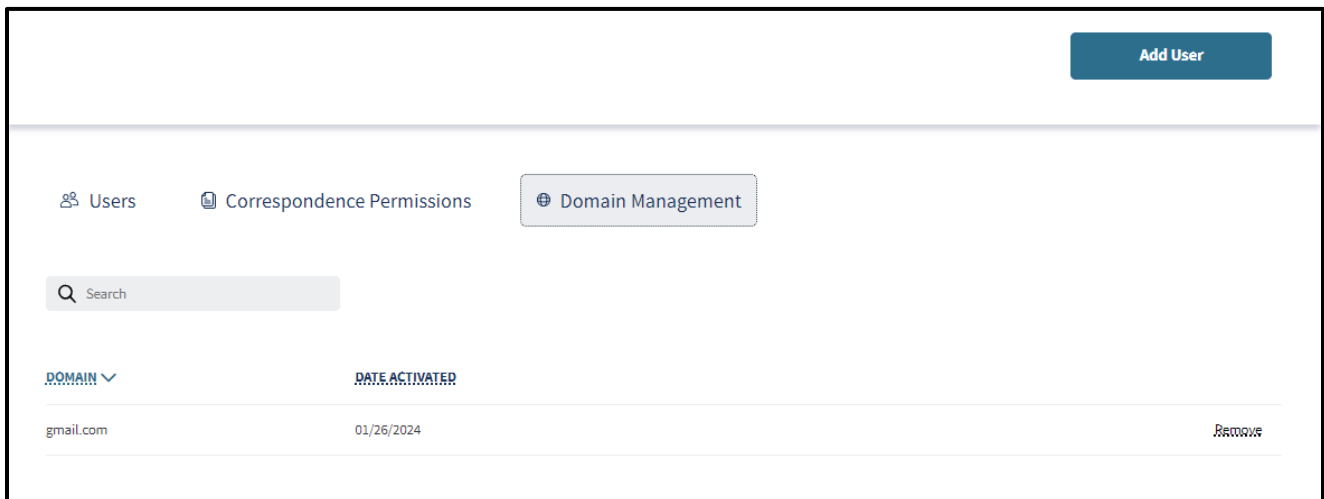 Add User
Users Correspondence Permissions Domain Management
Search
DOMAIN DATE ACTIVATED
gmail.com 01/26/2024 Remove